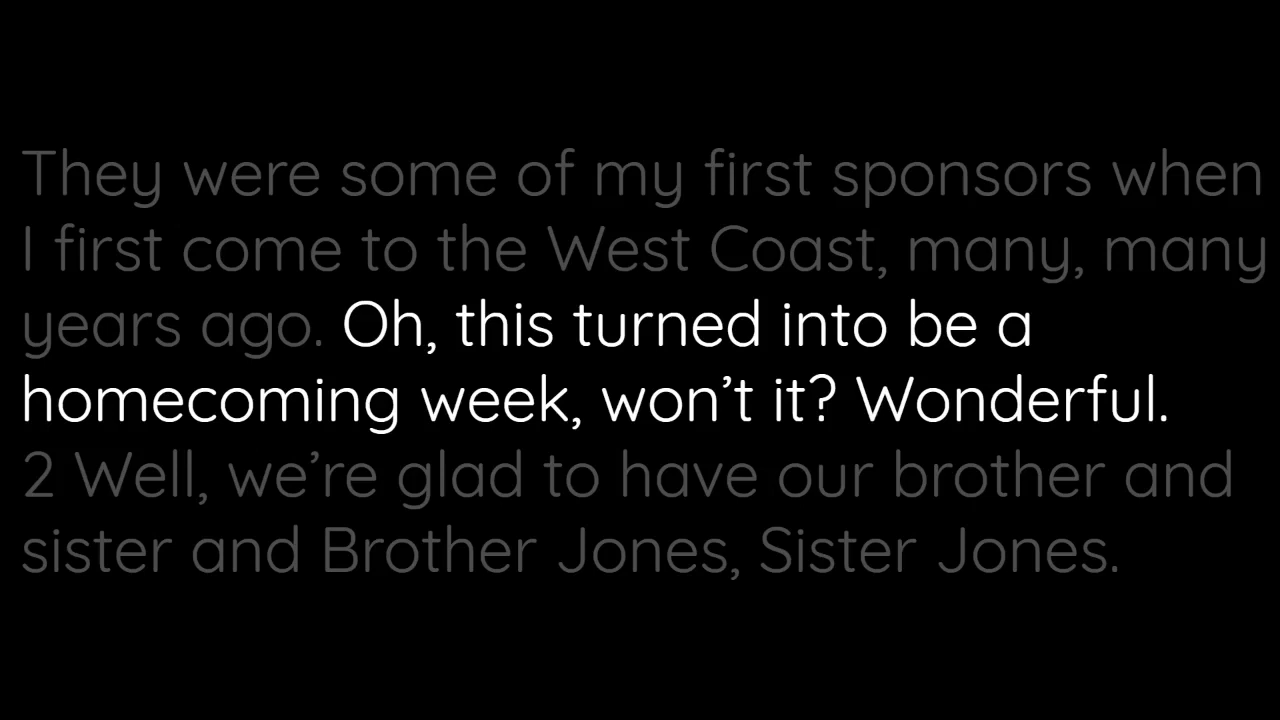 They were some of my first sponsors when
I first come to the West Coast, many, many
years ago. Oh, this turned into be a
homecoming week, won’t it? Wonderful.
2 Well, we’re glad to have our brother and
sister and Brother Jones, Sister Jones.